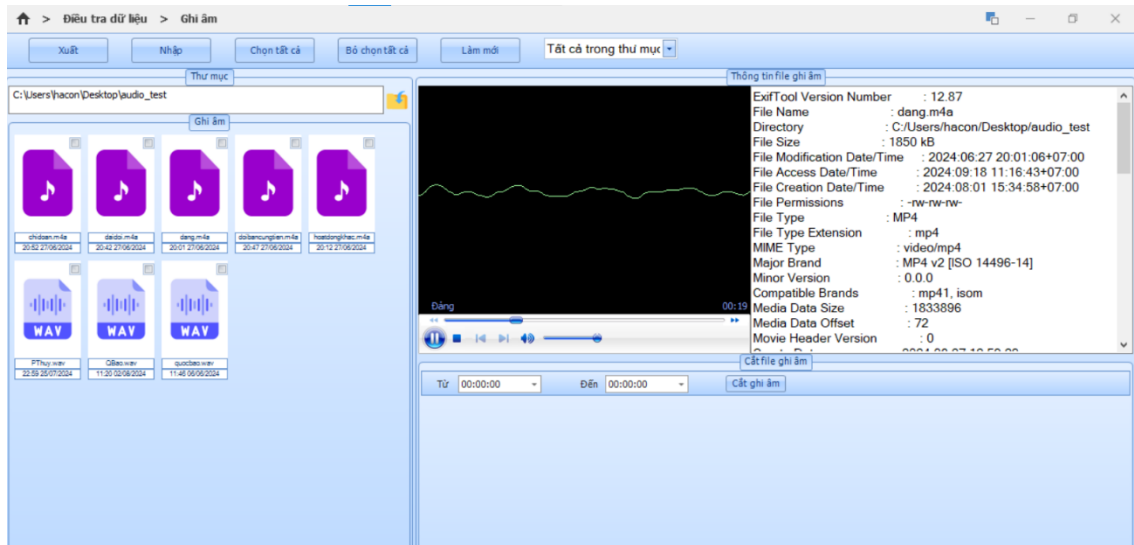 > Điều tra dữ liệu > Ghi âm
Xuất Nhập Chọn tất cả Bỏ chọn tất cả Làm mới Tất cả trong thư mục
Thư mục
C:\Users\hacon\Desktop\audio_test
Ghi âm
chidoan.m4a daidoi.m4a dang.m4a doibancungtien.m4a hoatdongkhac.m4a
20:52 27/06/2024 20:42 27/06/2024 20:01 27/06/2024 20:47 27/06/2024 20:12 27/06/2024
WAV WAV WAV
PThuy.wav QBao.wav quocbao.wav
22:59 25/07/2024 11:20 02/08/2024 11:46 06/06/2024
Thông tin file ghi âm
Đảng 00:19
ExifTool Version Number : 12.87
File Name : dang.m4a
Directory : C:/Users/hacon/Desktop/audio_test
File Size : 1850 kB
File Modification Date/Time : 2024:06:27 20:01:06+07:00
File Access Date/Time : 2024:09:18 11:16:43+07:00
File Creation Date/Time : 2024:08:01 15:34:58+07:00
File Permissions : -rw-rw-rw-
File Type : MP4
File Type Extension : mp4
MIME Type : video/mp4
Major Brand : MP4 v2 [ISO 14496-14]
Minor Version : 0.0.0
Compatible Brands : mp41, isom
Media Data Size : 1833896
Media Data Offset : 72
Movie Header Version : 0
Cắt file ghi âm
Từ 00:00:00 Đến 00:00:00 Cắt ghi âm